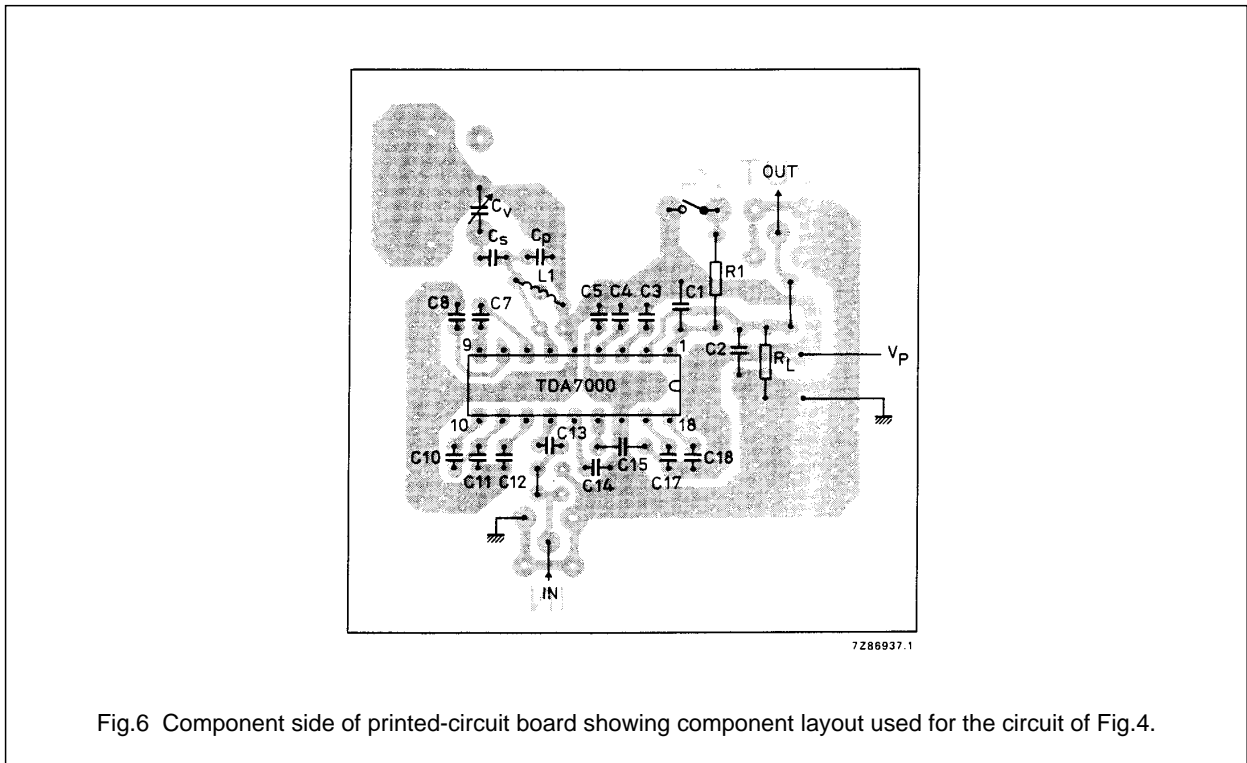 OUT
Cv
Cs Cp
L1
R1
C8 C7 C5 C4 C3 C1
9 1 C2 RL VP
TDA7000
10 18
C13
C10 C11 C12 C14 C15 C17 C18
IN
7Z86937.1
Fig.6 Component side of printed-circuit board showing component layout used for the circuit of Fig.4.